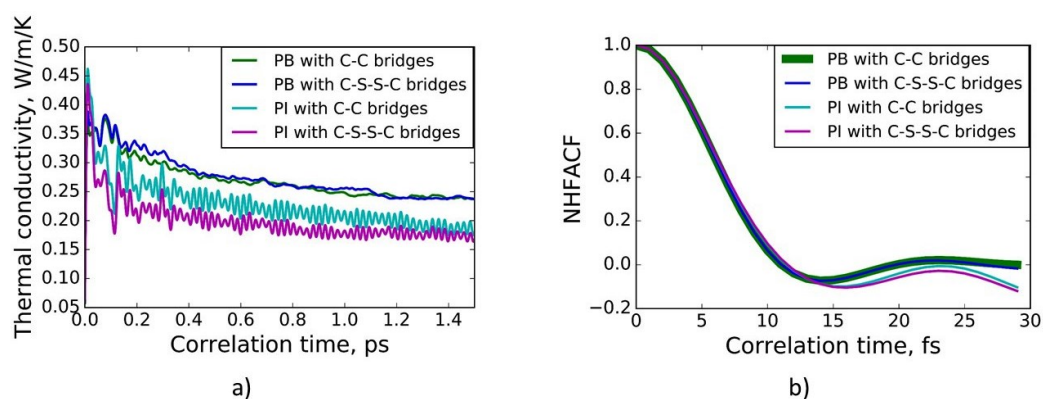 Thermal conductivity, W/m/K
0.50
0.45
0.40
0.35
0.30
0.25
0.20
0.15
0.10
0.05
PB with C-C bridges
PB with C-S-S-C bridges
PI with C-C bridges
PI with C-S-S-C bridges
0.0 0.2 0.4 0.6 0.8 1.0 1.2 1.4
Correlation time, ps
a)
NHFACF
1.0
0.8
0.6
0.4
0.2
0.0
−0.2
PB with C-C bridges
PB with C-S-S-C bridges
PI with C-C bridges
PI with C-S-S-C bridges
0 5 10 15 20 25 30
Correlation time, fs
b)